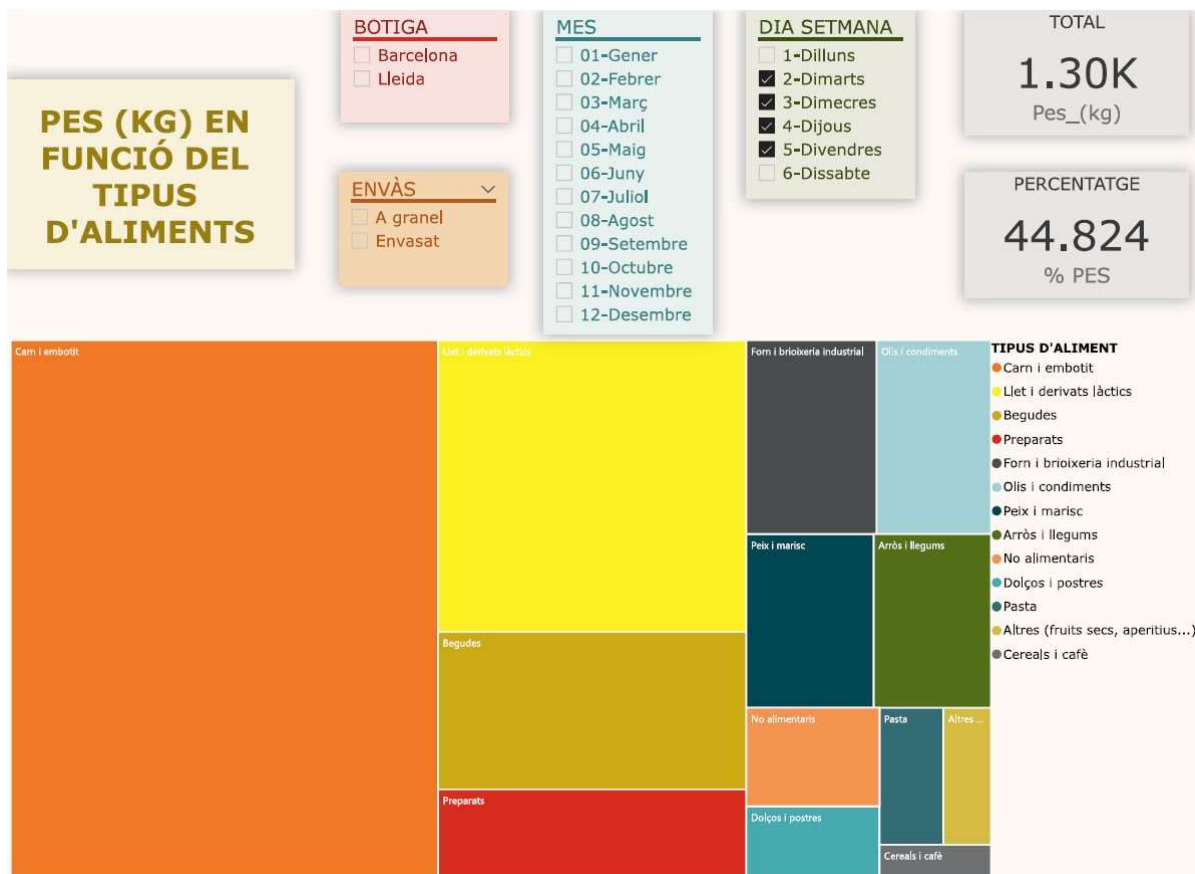 PES (KG) EN
FUNCIÓ DEL
TIPUS
D'ALIMENTS
BOTIGA
Barcelona
Lleida
ENVÀS
A granel
Envasat
MES
01-Gener
02-Febrer
03-Març
04-Abril
05-Maig
06-Juny
07-Juliol
08-Agost
09-Setembre
10-Octubre
11-Novembre
12-Desembre
DIA SETMANA
1-Dilluns
2-Dimarts
3-Dimecres
4-Dijous
5-Divendres
6-Dissabte
TOTAL
1.30K
Pes_(kg)
PERCENTATGE
44.824
% PES
Carn i embotit
Llet i derivats làctics
Begudes
Preparats
Forn i brioixeria industrial
Olis i condiments
Peix i marisc
Arròs i llegums
No alimentaris
Pasta
Altres ...
Dolços i postres
Cereals i cafè
TIPUS D'ALIMENT
Carn i embotit
Llet i derivats làctics
Begudes
Preparats
Forn i brioixeria industrial
Olis i condiments
Peix i marisc
Arròs i llegums
No alimentaris
Dolços i postres
Pasta
Altres (fruits secs, aperitius...)
Cereals i cafè